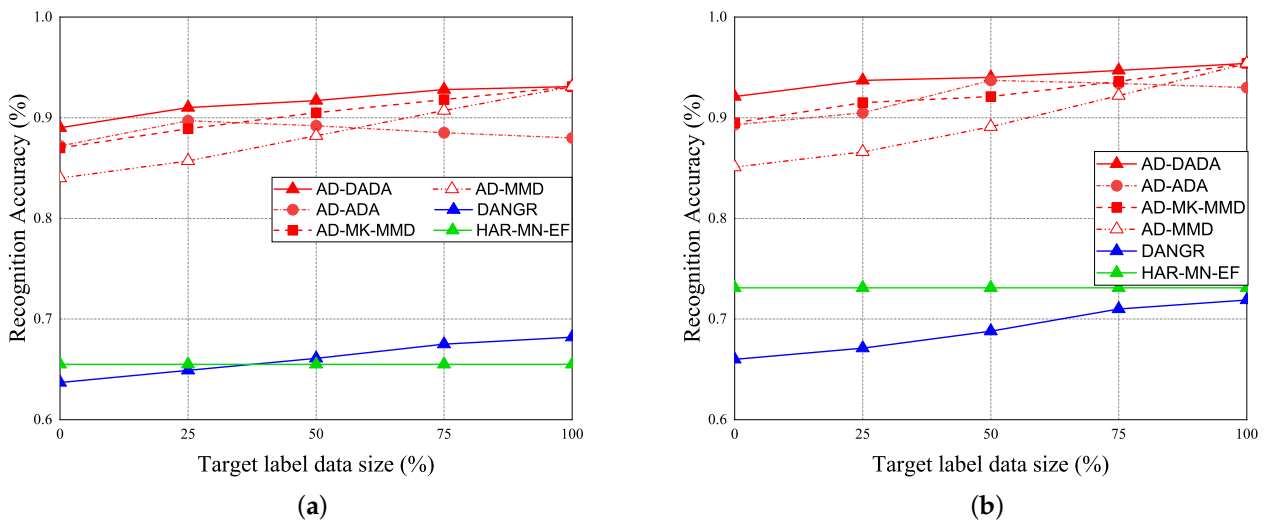 1.0
0.9
0.8
0.7
0.6
Recognition Accuracy (%)
AD-DADA
AD-ADA
AD-MK-MMD
AD-MMD
DANGR
HAR-MN-EF
0 25 50 75 100
Target label data size (%)
(a)
1.0
0.9
0.8
0.7
0.6
Recognition Accuracy (%)
AD-DADA
AD-ADA
AD-MK-MMD
AD-MMD
DANGR
HAR-MN-EF
0 25 50 75 100
Target label data size (%)
(b)